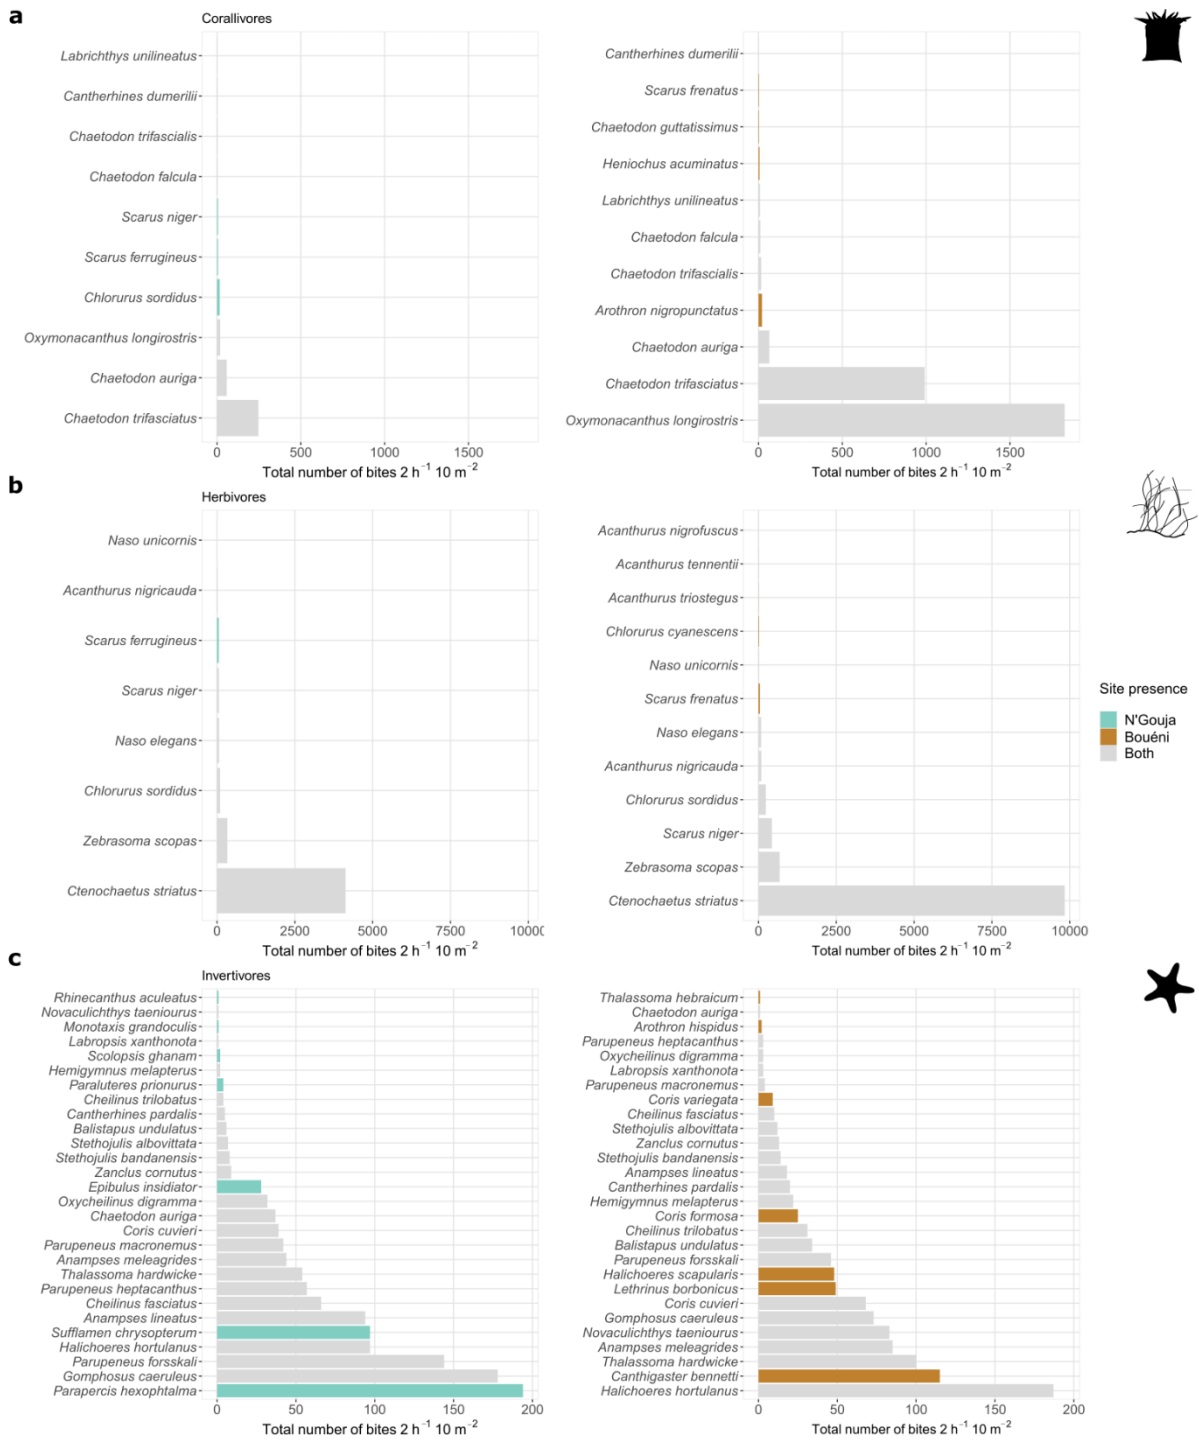 a
Corallivores
Labrichthys unilineatus
Cantherhines dumerilii
Chaetodon trifascialis
Chaetodon falcula
Scarus niger
Scarus ferrugineus
Chlorurus sordidus
Oxymonacanthus longirostris
Chaetodon auriga
Chaetodon trifasciatus
0 500 1000 1500
Total number of bites 2 h⁻¹ 10 m⁻²
Cantherhines dumerilii
Scarus frenatus
Chaetodon guttatissimus
Heniochus acuminatus
Labrichthys unilineatus
Chaetodon falcula
Chaetodon trifascialis
Arothron nigropunctatus
Chaetodon auriga
Chaetodon trifasciatus
Oxymonacanthus longirostris
0 500 1000 1500
Total number of bites 2 h⁻¹ 10 m⁻²
b
Herbivores
Naso unicornis
Acanthurus nigricauda
Scarus ferrugineus
Scarus niger
Naso elegans
Chlorurus sordidus
Zebrasoma scopas
Ctenochaetus striatus
0 2500 5000 7500 10000
Total number of bites 2 h⁻¹ 10 m⁻²
Acanthurus nigrofuscus
Acanthurus tennentii
Acanthurus triostegus
Chlorurus cyanescens
Naso unicornis
Scarus frenatus
Naso elegans
Acanthurus nigricauda
Chlorurus sordidus
Scarus niger
Zebrasoma scopas
Ctenochaetus striatus
0 2500 5000 7500 10000
Total number of bites 2 h⁻¹ 10 m⁻²
Site presence
N'Gouja
Bouéni
Both
c
Invertivores
Rhinecanthus aculeatus
Novaculichthys taeniourus
Monotaxis grandoculis
Labropsis xanthonota
Scolopsis ghanam
Hemigymnus melapterus
Paraluteres prionurus
Cheilinus trilobatus
Cantherhines pardalis
Balistapus undulatus
Stethojulis albovittata
Stethojulis bandanensis
Zanclus cornutus
Epibulus insidiator
Oxycheilinus digramma
Chaetodon auriga
Coris cuvieri
Parupeneus macronemus
Anampses meleagrides
Thalassoma hardwicke
Parupeneus heptacanthus
Cheilinus fasciatus
Anampses lineatus
Sufflamen chrysopterum
Halichoeres hortulanus
Parupeneus forsskali
Gomphosus caeruleus
Parapercis hexophtalma
0 50 100 150 200
Total number of bites 2 h⁻¹ 10 m⁻²
Thalassoma hebraicum
Chaetodon auriga
Arothron hispidus
Parupeneus heptacanthus
Oxycheilinus digramma
Labropsis xanthonota
Parupeneus macronemus
Coris variegata
Cheilinus fasciatus
Stethojulis albovittata
Zanclus cornutus
Stethojulis bandanensis
Anampses lineatus
Cantherhines pardalis
Hemigymnus melapterus
Coris formosa
Cheilinus trilobatus
Balistapus undulatus
Parupeneus forsskali
Halichoeres scapularis
Lethrinus borbonicus
Coris cuvieri
Gomphosus caeruleus
Novaculichthys taeniourus
Anampses meleagrides
Thalassoma hardwicke
Canthigaster bennetti
Halichoeres hortulanus
0 50 100 150 200
Total number of bites 2 h⁻¹ 10 m⁻²